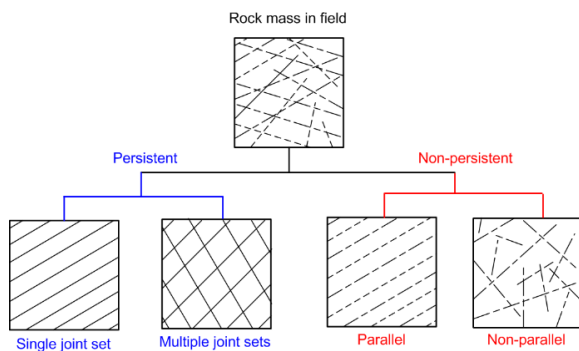 Rock mass in field
Persistent
Non-persistent
Single joint set
Multiple joint sets
Parallel
Non-parallel